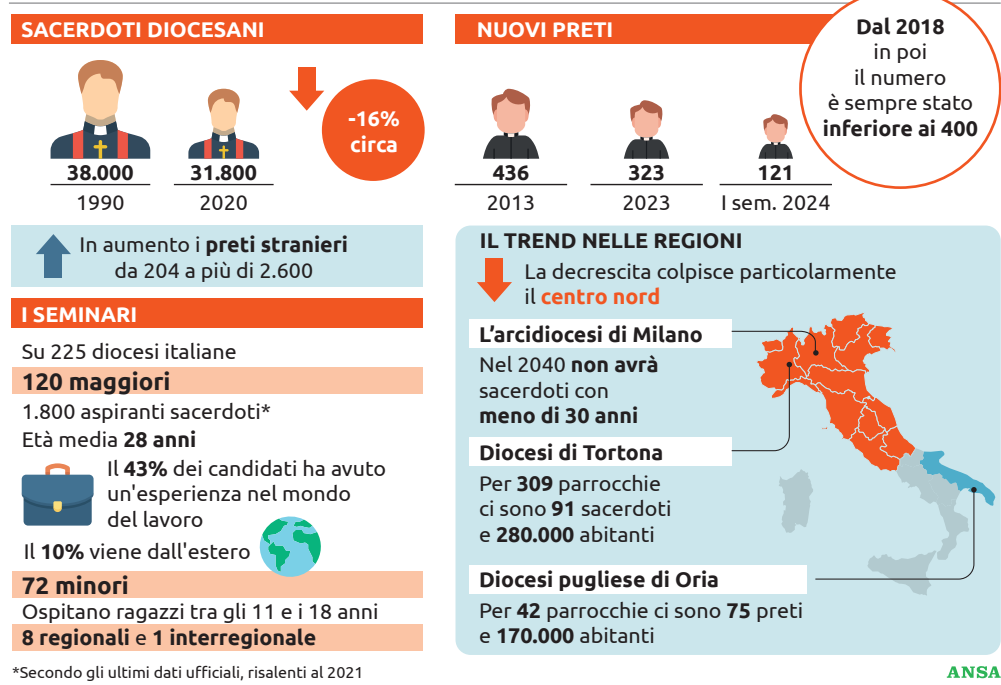 SACERDOTI DIOCESANI
38.000
1990
31.800
2020
-16%
circa
In aumento i preti stranieri
da 204 a più di 2.600
I SEMINARI
Su 225 diocesi italiane
120 maggiori
1.800 aspiranti sacerdoti*
Età media 28 anni
Il 43% dei candidati ha avuto
un'esperienza nel mondo
del lavoro
Il 10% viene dall'estero
72 minori
Ospitano ragazzi tra gli 11 e i 18 anni
8 regionali e 1 interregionale
*Secondo gli ultimi dati ufficiali, risalenti al 2021
NUOVI PRETI
436
2013
323
2023
121
I sem. 2024
Dal 2018
in poi
il numero
è sempre stato
inferiore ai 400
IL TREND NELLE REGIONI
La decrescita colpisce particolarmente
il centro nord
L'arcidiocesi di Milano
Nel 2040 non avrà
sacerdoti con
meno di 30 anni
Diocesi di Tortona
Per 309 parrocchie
ci sono 91 sacerdoti
e 280.000 abitanti
Diocesi pugliese di Oria
Per 42 parrocchie ci sono 75 preti
e 170.000 abitanti
ANSA